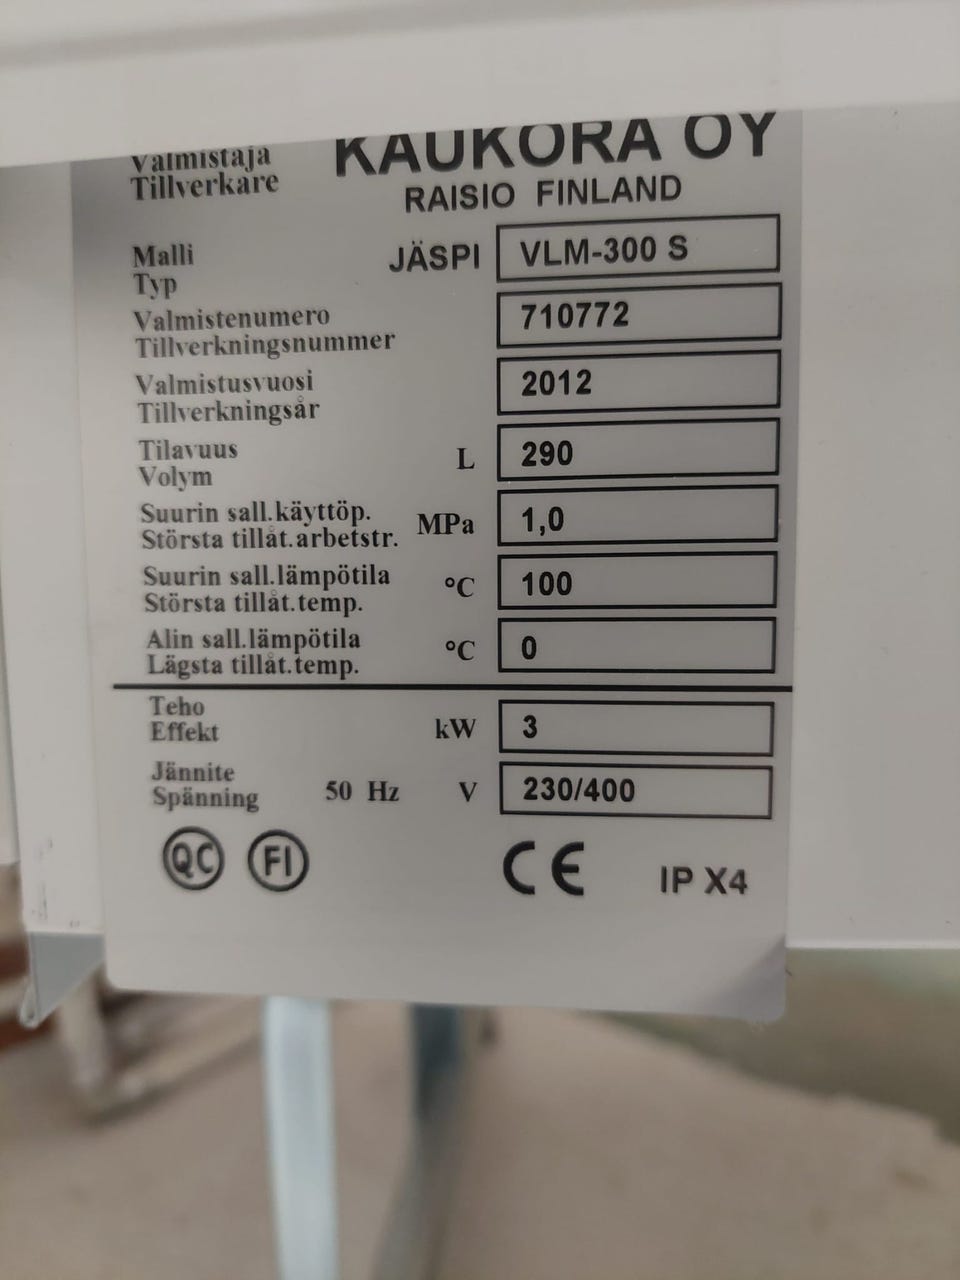 Valmistaja KAUKORA OY
Tillverkare RAISIO FINLAND
Malli JÄSPI VLM-300 S
Typ
Valmistenumero 710772
Tillverkningsnummer
Valmistusvuosi 2012
Tillverkningsår
Tilavuus L 290
Volym
Suurin sall.käyttöp. MPa 1,0
Största tillåt.arbetstr.
Suurin sall.lämpötila °C 100
Största tillåt.temp.
Alin sall.lämpötila °C 0
Lägsta tillåt.temp.
Teho kW 3
Effekt
Jännite 50 Hz V 230/400
Spänning
QC FI CE IP X4